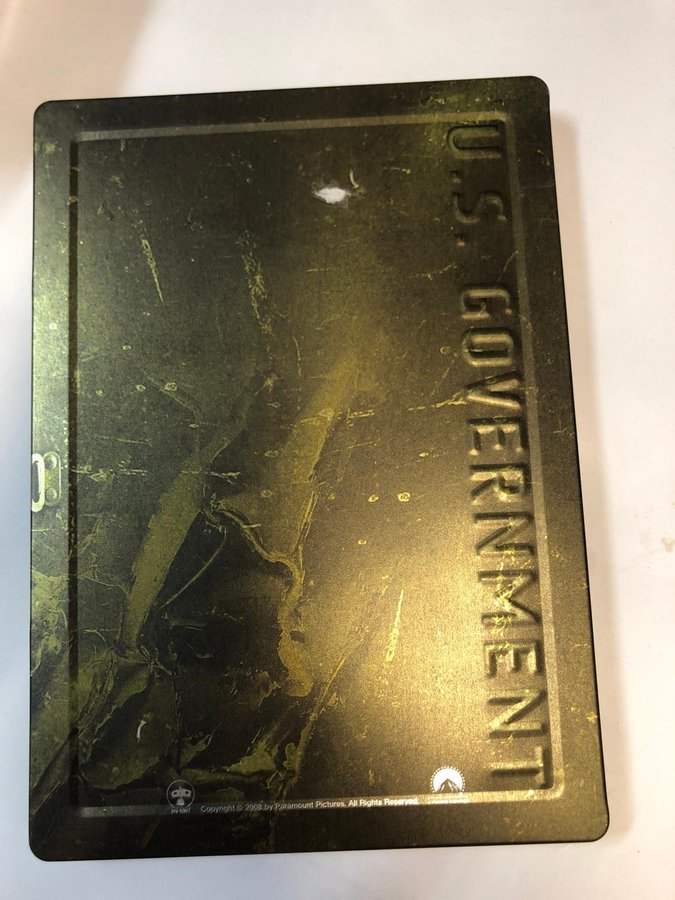 U.S. GOVERNMENT
Copyright © 2008 by Paramount Pictures. All Rights Reserved.